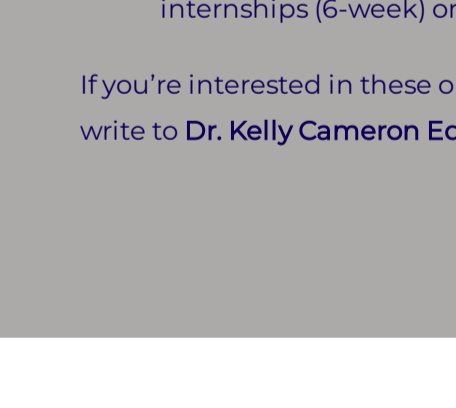 internships (6-week) or
If you're interested in these o
write to Dr. Kelly Cameron Ed